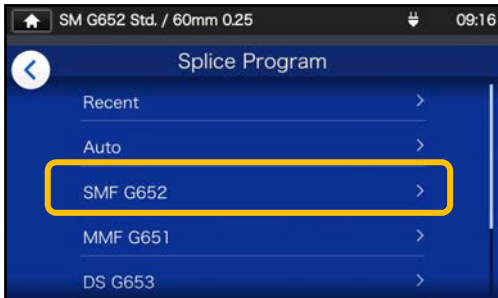 SM G652 Std. / 60mm 0.25 09:16
Splice Program
Recent
Auto
SMF G652
MMF G651
DS G653